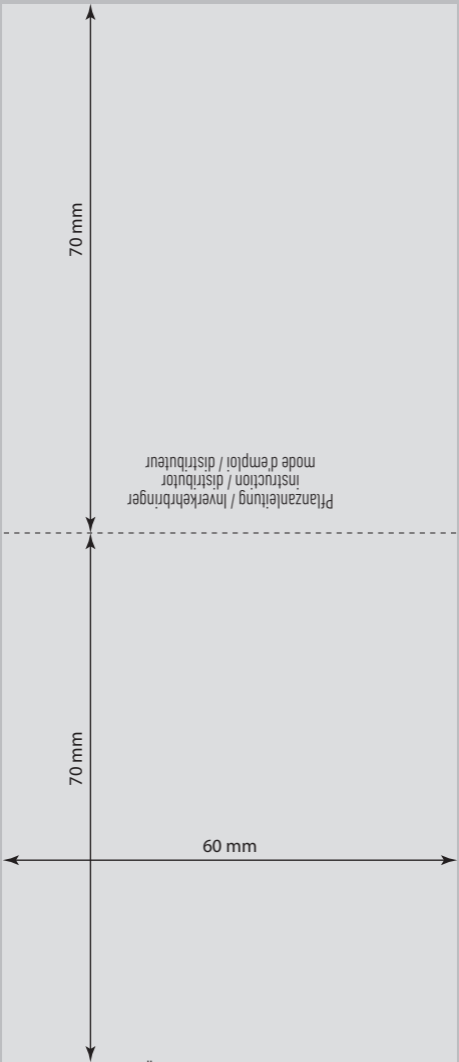 70 mm
Pflanzanleitung / Inverkehrbringer
instruction / distributor
mode d'emploi / distributeur
70 mm
60 mm